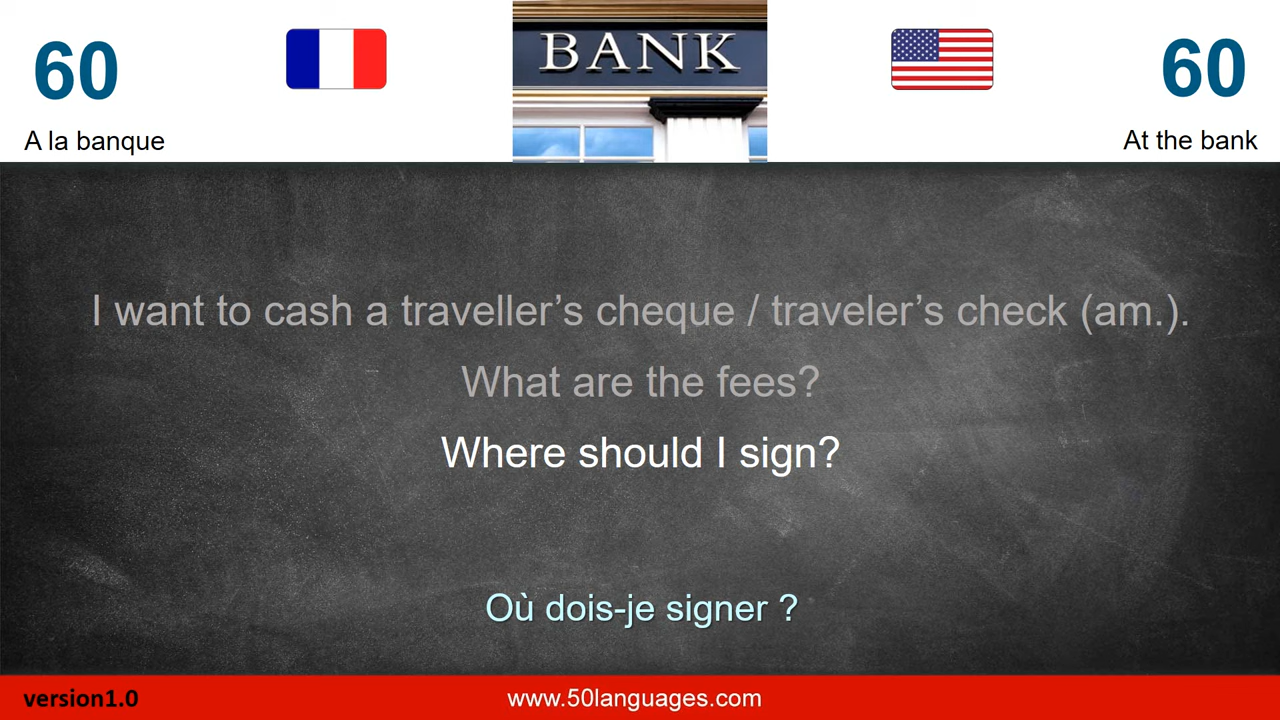 60
60
BANK
A la banque
At the bank
I want to cash a traveller’s cheque / traveler’s check (am.).
What are the fees?
Where should I sign?
Où dois-je signer ?
version1.0
www.50languages.com